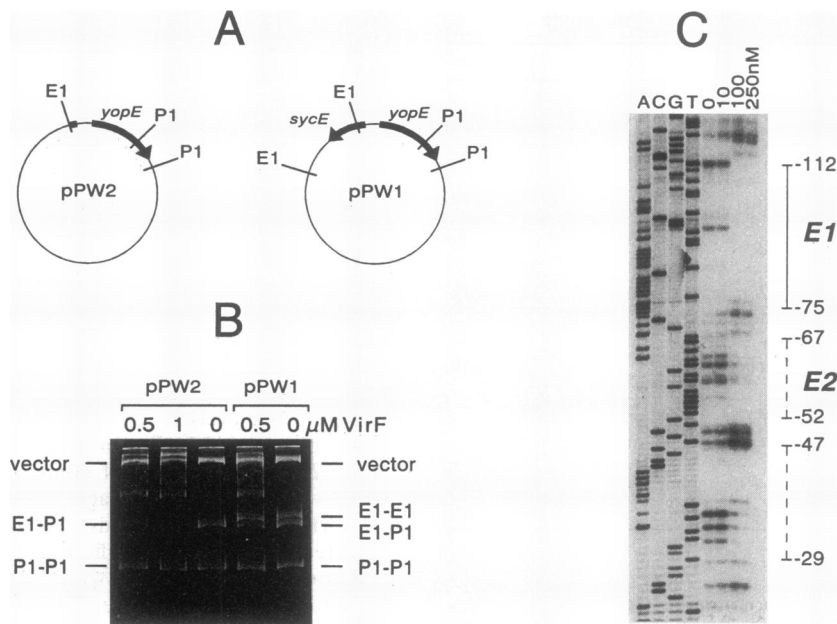 A
E1
yopE
P1
P1
pPW2
E1
sycE
yopE
P1
P1
E1
pPW1
B
pPW2 pPW1
0.5 1 0 0.5 0 μM VirF
vector
E1-P1
P1-P1
vector
E1-E1
E1-P1
P1-P1
C
A C G T 0 10 100 250nM
-112
E1
-75
-67
E2
-52
-47
-29